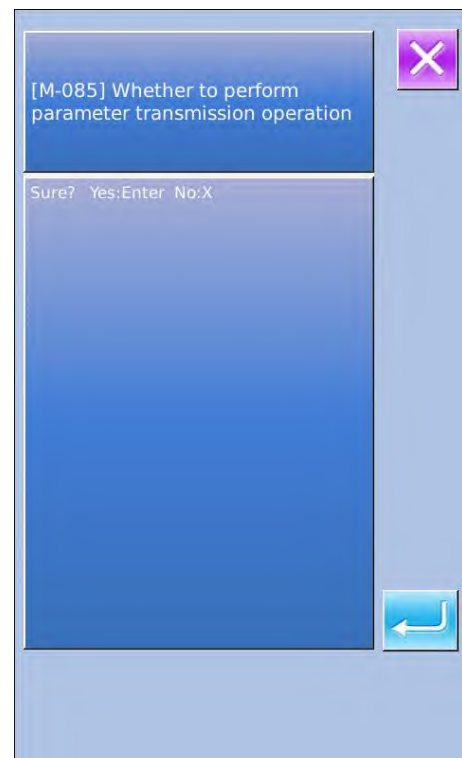 [M-085] Whether to perform
parameter transmission operation
Sure?  Yes:Enter  No:X